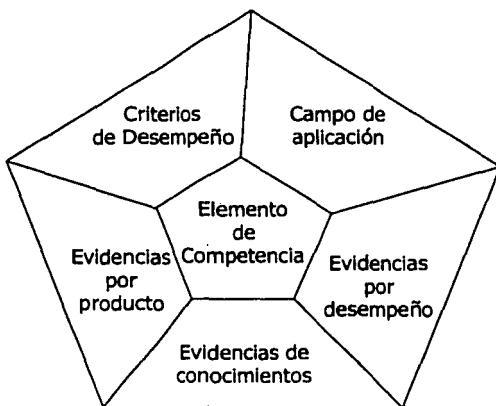 Criterios
de Desempeño
Campo de
aplicación
Elemento
de
Competencia
Evidencias
por
producto
Evidencias
por
desempeño
Evidencias de
conocimientos